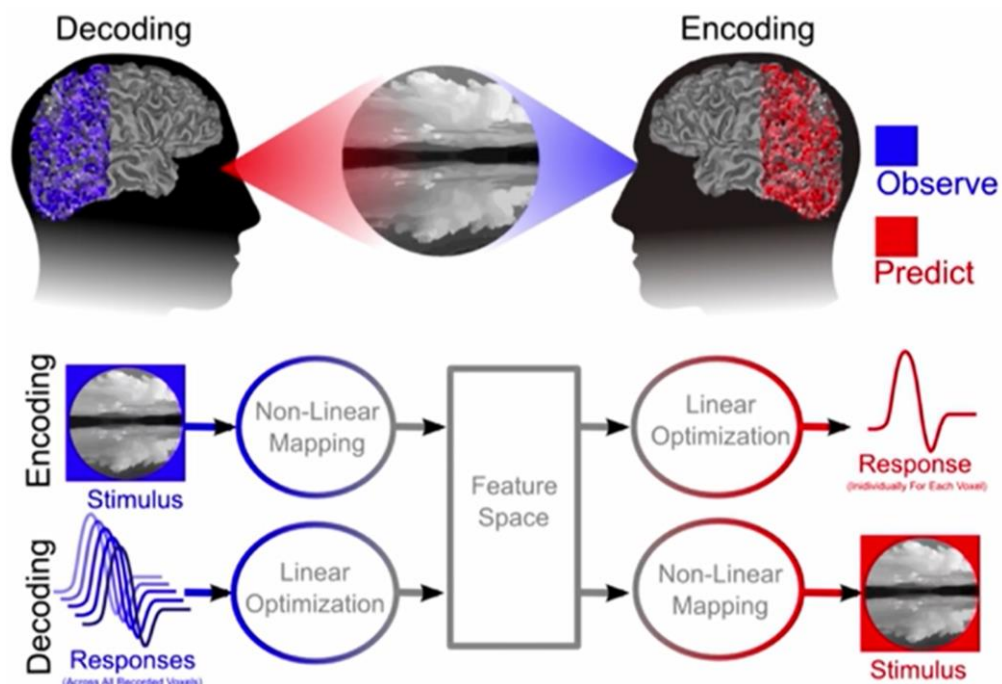 Decoding
Encoding
Observe
Predict
Encoding
Stimulus
Non-Linear
Mapping
Feature
Space
Linear
Optimization
Response
(Inidividually For Each Voxel)
Decoding
Responses
(Across All Recorded Voxels)
Linear
Optimization
Non-Linear
Mapping
Stimulus